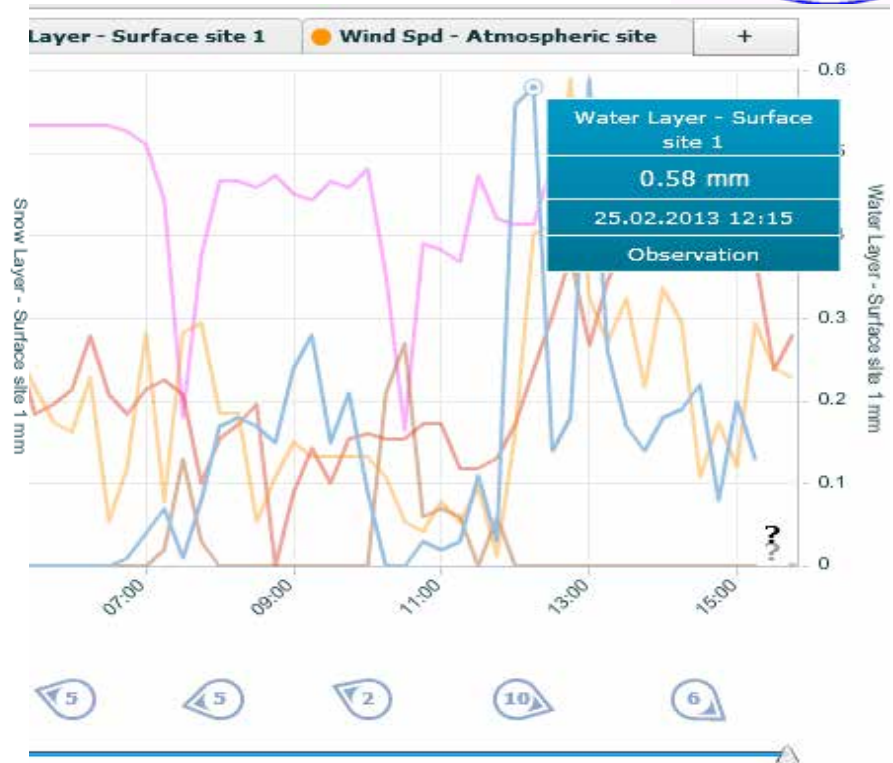 Layer - Surface site 1
Wind Spd - Atmospheric site
+
0.6
Water Layer - Surface
site 1
0.58 mm
25.02.2013 12:15
Observation
0.3
0.2
0.1
0
Snow Layer - Surface site 1 mm
Water Layer - Surface site 1 mm
?
?
07:00
09:00
11:00
13:00
15:00
5
5
2
10
6